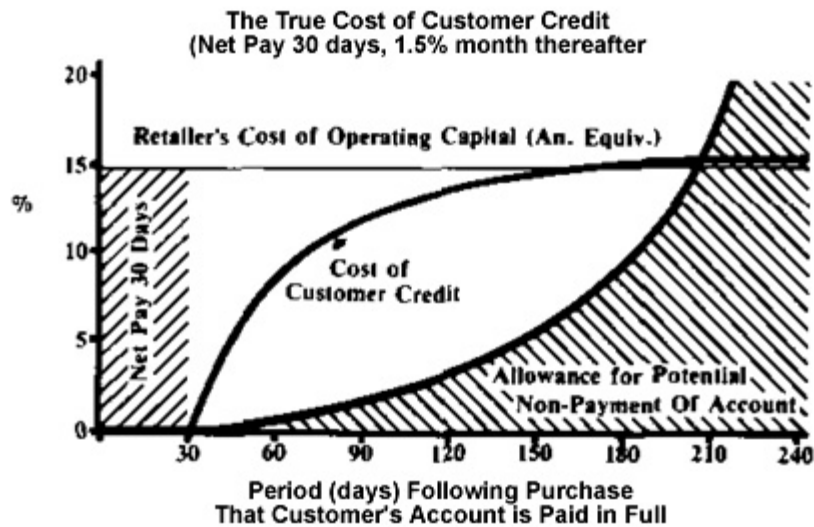 The True Cost of Customer Credit
(Net Pay 30 days, 1.5% month thereafter
20
Retailer's Cost of Operating Capital (An. Equiv.)
15
%
Net Pay 30 Days
10
Cost of
Customer Credit
5
Allowance for Potential
Non-Payment Of Account
0
30
60
90
120
150
180
210
240
Period (days) Following Purchase
That Customer's Account is Paid in Full